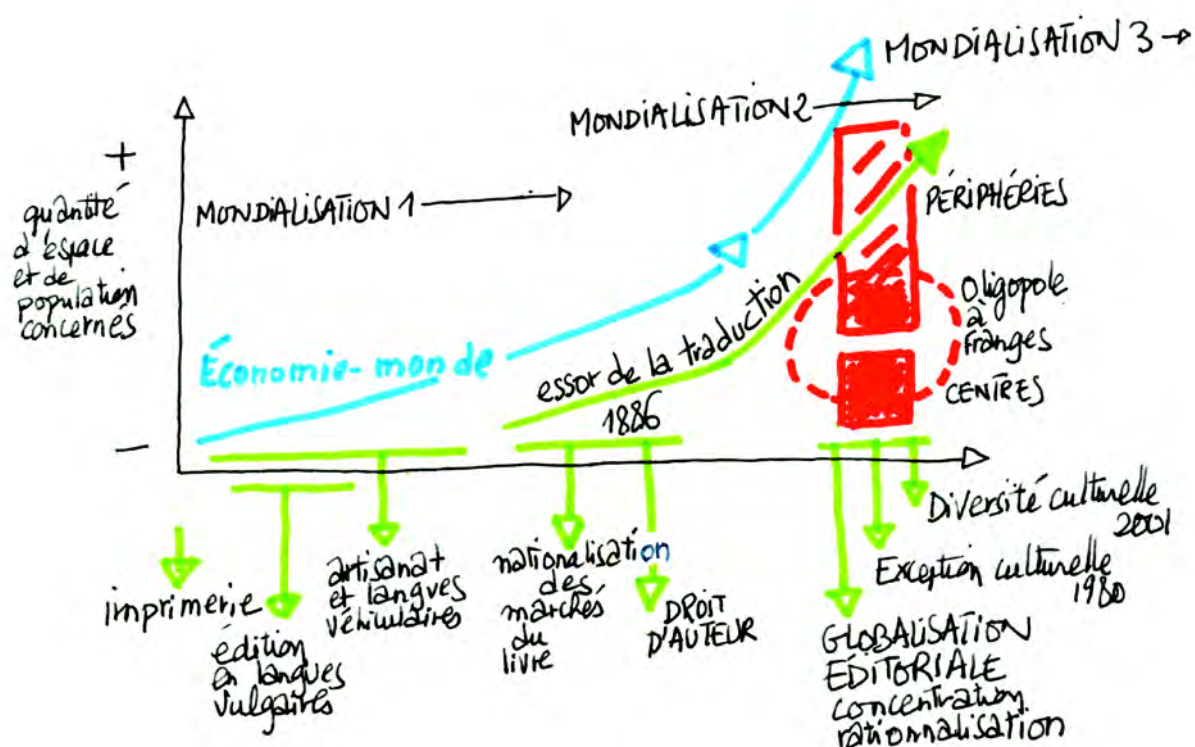 MONDIALISATION 3
MONDIALISATION 2
+
quantité
d'espace
et de
population
concernés
MONDIALISATION 1
PÉRIPHÉRIES
Oligopole
à
franges
CENTRES
Économie-monde
essor de la traduction
1886
–
imprimerie
édition
en langues
vulgaires
artisanat
et langues
véhiculaires
nationalisation
des
marchés
du
livre
DROIT
D'AUTEUR
Diversité culturelle
2001
Exception culturelle
1980
GLOBALISATION
ÉDITORIALE
concentration
rationnalisation